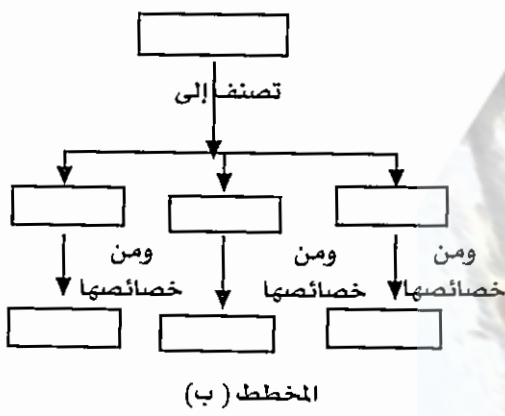 تصنف إلى
ومن خصائصها
ومن خصائصها
ومن خصائصها
المخطط (ب)